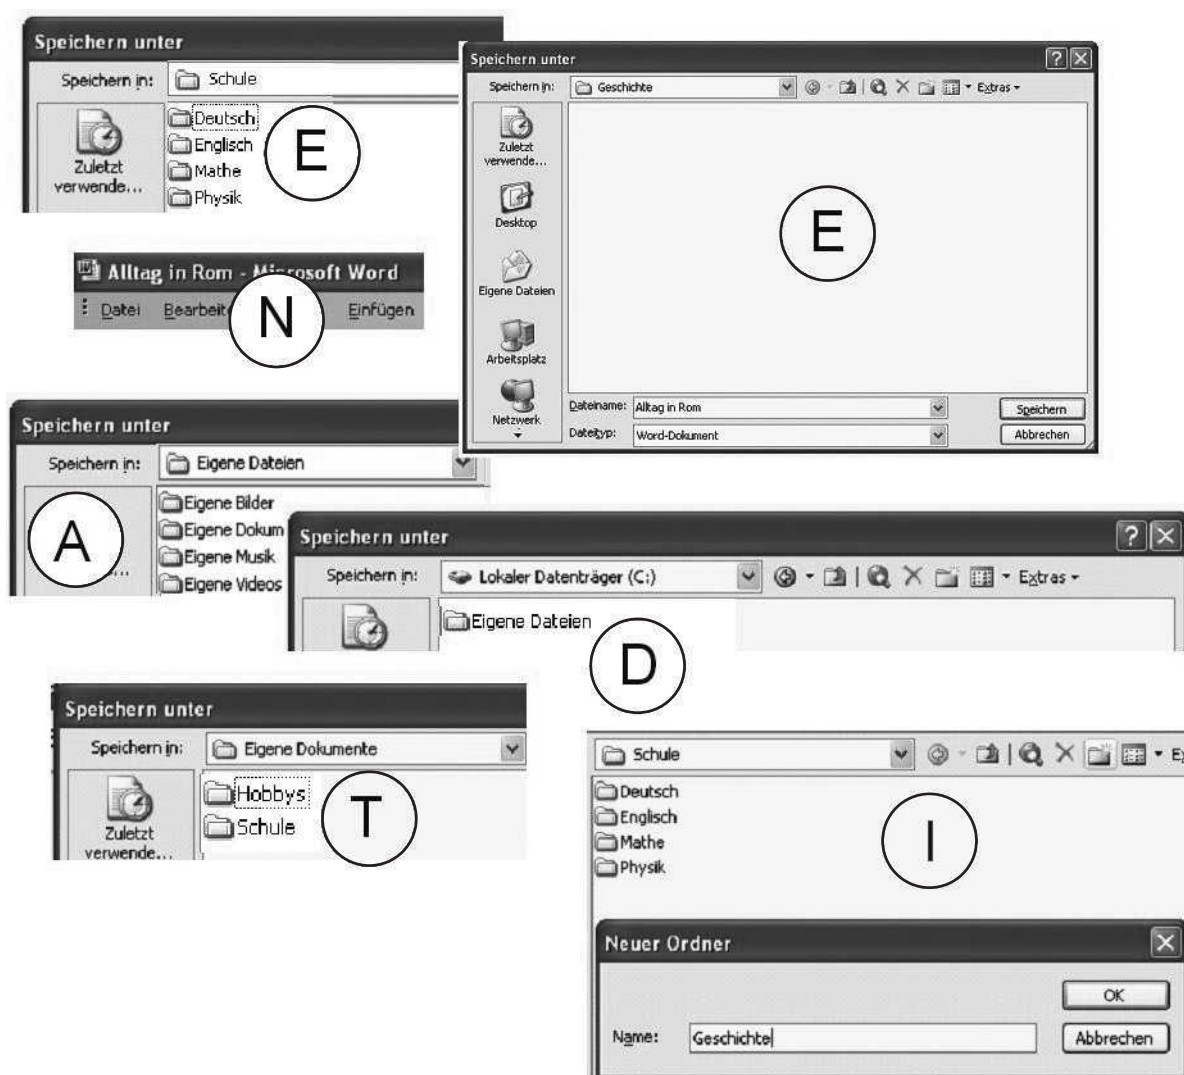 Speichern unter
Speichern in: Schule
Deutsch
Englisch
Mathe
Physik
Zuletzt
verwende...
E
Speichern unter
Speichern in: Geschichte Extras
Zuletzt
verwende...
Desktop
Eigene Dateien
Arbeitsplatz
Netzwerk
E
Dateiname: Alltag in Rom Speichern
Dateityp: Word-Dokument Abbrechen
Alltag in Rom - Microsoft Word
Datei Bearbeite Einfügen
N
Speichern unter
Speichern in: Eigene Dateien
Eigene Bilder
Eigene Dokum
Eigene Musik
Eigene Videos
...
A
Speichern unter
Speichern in: Lokaler Datenträger (C:) Extras
Eigene Dateien
D
Speichern unter
Speichern in: Eigene Dokumente
Hobbys
Schule
Zuletzt
verwende...
T
Schule E
Deutsch
Englisch
Mathe
Physik
I
Neuer Ordner
OK
Name: Geschichte Abbrechen